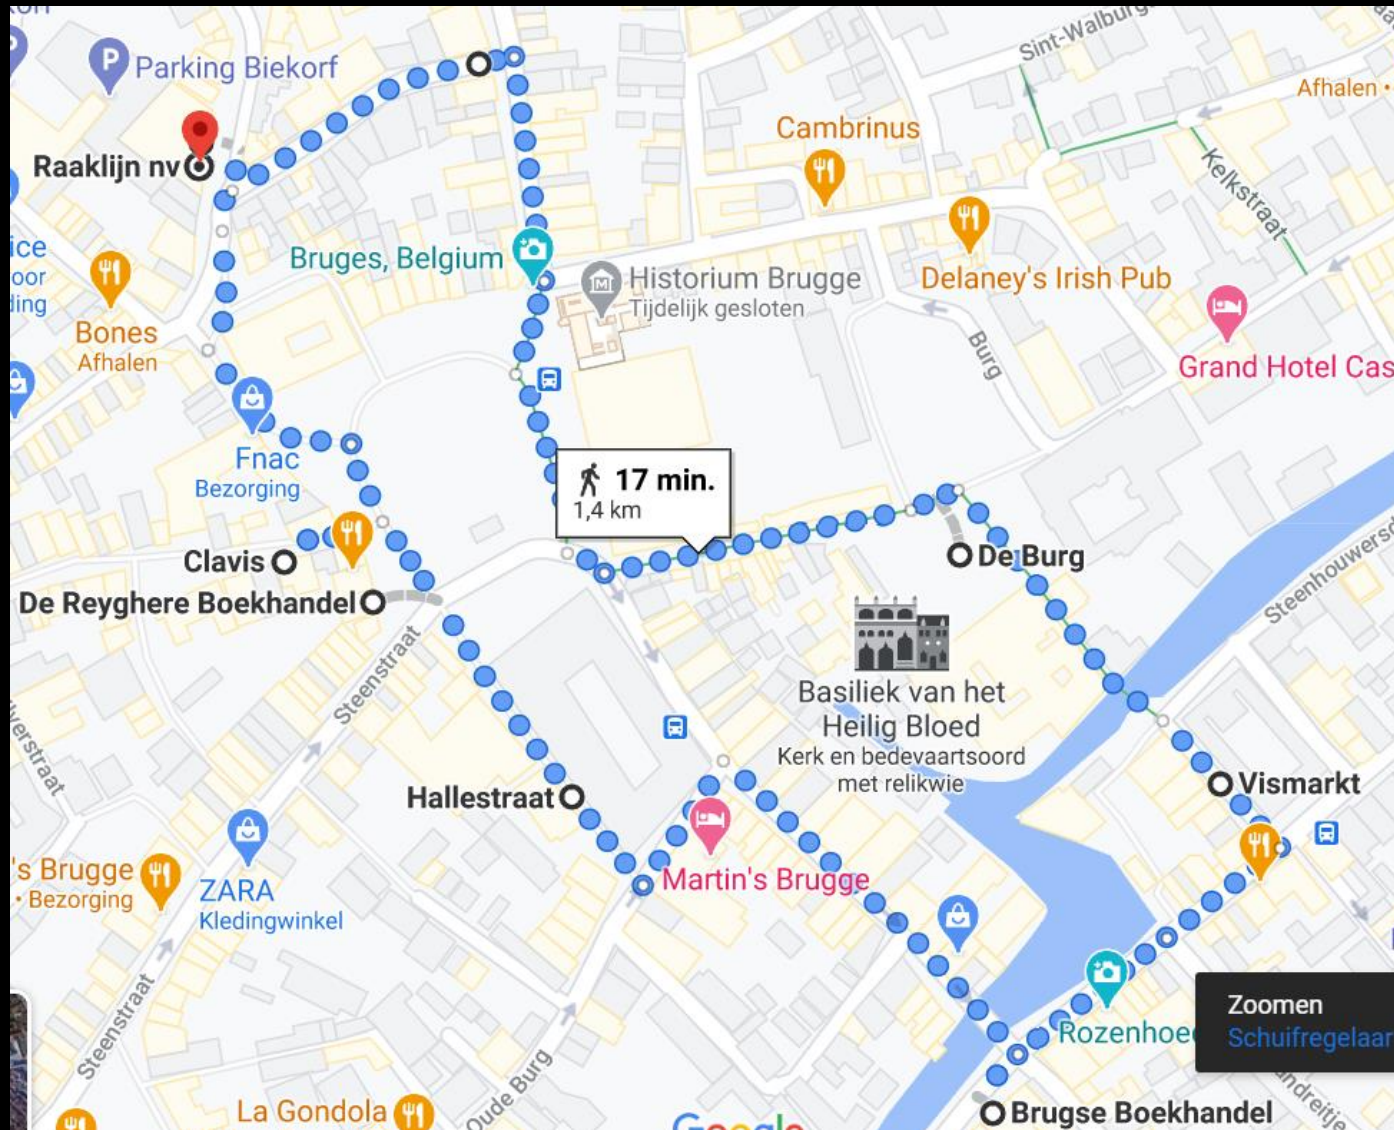 Sint-Walburg
Parking Biekorf
Afhalen •
Cambrinus
Raaklijn nv
Kelkstraat
Bruges, Belgium
Historium Brugge
Tijdelijk gesloten
Delaney's Irish Pub
Bones
Afhalen
Burg
Grand Hotel Cas
Fnac
Bezorging
17 min.
1,4 km
Clavis
De Burg
De Reyghere Boekhandel
Steenhouwersd
Steenstraat
Basiliek van het
Heilig Bloed
Kerk en bedevaartsoord
met relikwie
Hallestraat
Vismarkt
's Brugge
• Bezorging
ZARA
Kledingwinkel
Martin's Brugge
Steenstraat
Zoomen
Schuifregelaar
Rozenhoe
Oude Burg
La Gondola
Google
Brugse Boekhandel
andreitje